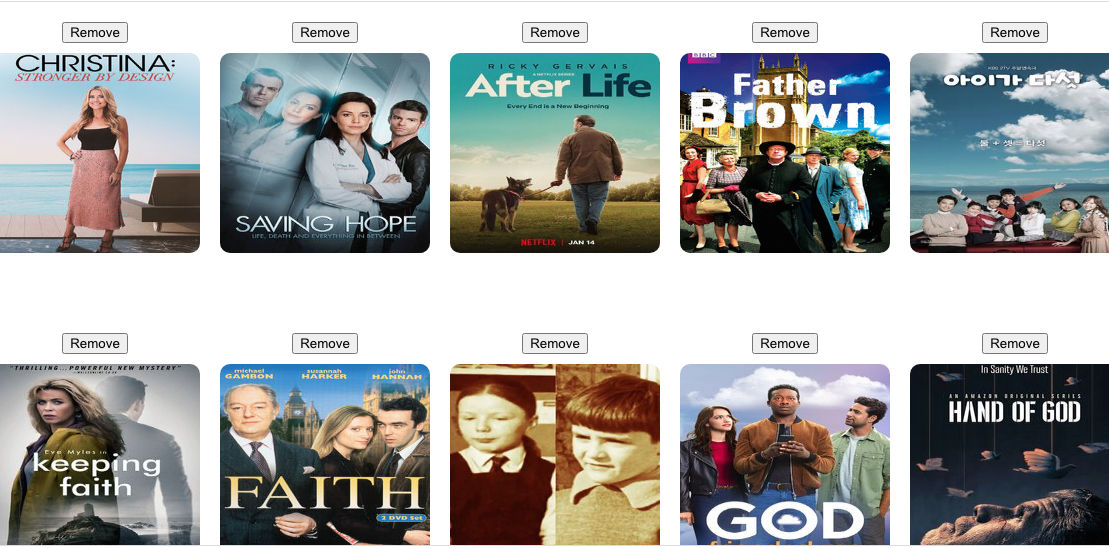 Remove
Remove
Remove
Remove
Remove
CHRISTINA:
STRONGER BY DESIGN
SAVING HOPE
LIFE, DEATH AND EVERYTHING IN BETWEEN
RICKY GERVAIS
A NETFLIX SERIES
After Life
Every End is a New Beginning
NETFLIX | JAN 14
BBC
Father
Brown
KBS 2TV 주말연속극
아이가 다섯
둘 + 셋 = 다섯
Remove
Remove
Remove
Remove
Remove
"THRILLING...POWERFUL NEW MYSTERY"
Eve Myles in
keeping
faith
michael
GAMBON
susannah
HARKER
john
HANNAH
FAITH
2 DVD Set
GOD
In Sanity We Trust
AN AMAZON ORIGINAL SERIES
HAND OF GOD